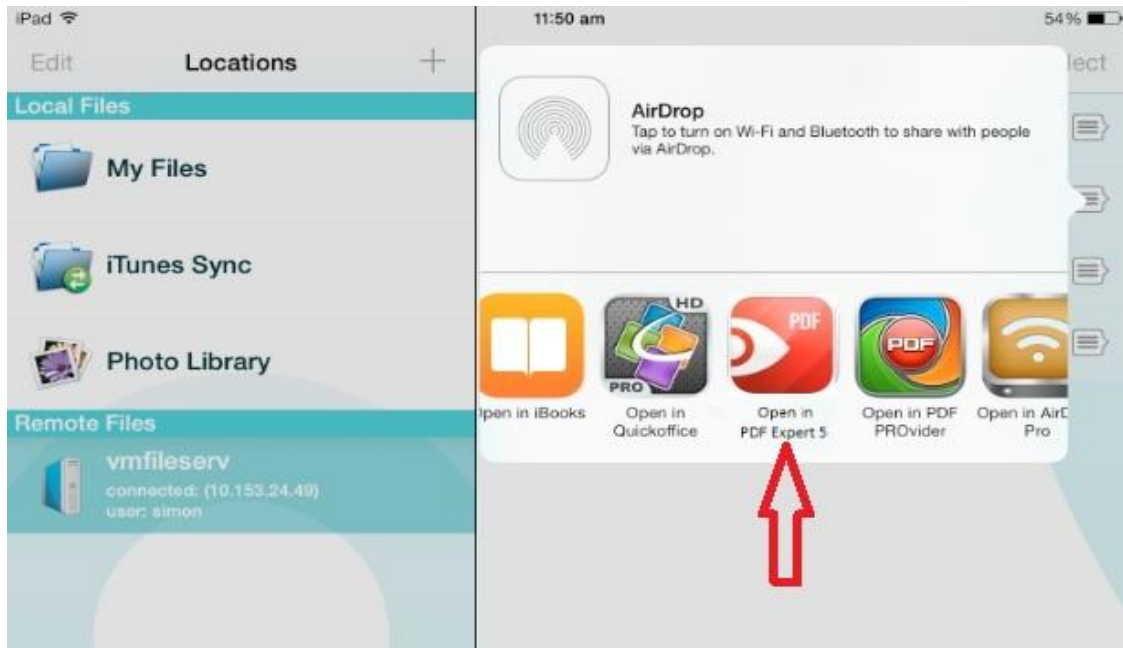 iPad 11:50 am 54%
Edit Locations +
Local Files
My Files
iTunes Sync
Photo Library
Remote Files
vmfileserv
connected: (10.153.24.49)
user: simon
lect
AirDrop
Tap to turn on Wi-Fi and Bluetooth to share with people
via AirDrop.
HD
PRO
PDF
PDF
pen in iBooks
Open in
Quickoffice
Open in
PDF Expert 5
Open in PDF
PROvider
Open in AirD
Pro